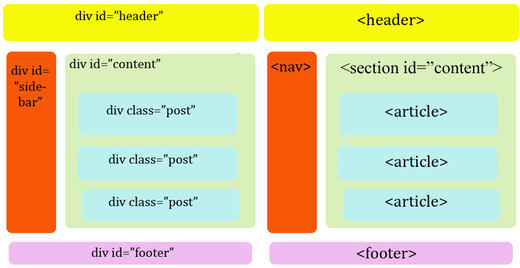 div id=”header”
div id=
”side-
bar”
div id=”content”
div class=”post”
div class=”post”
div class=”post”
div id=”footer”
<header>
<nav>
<section id=”content”>
<article>
<article>
<article>
<footer>